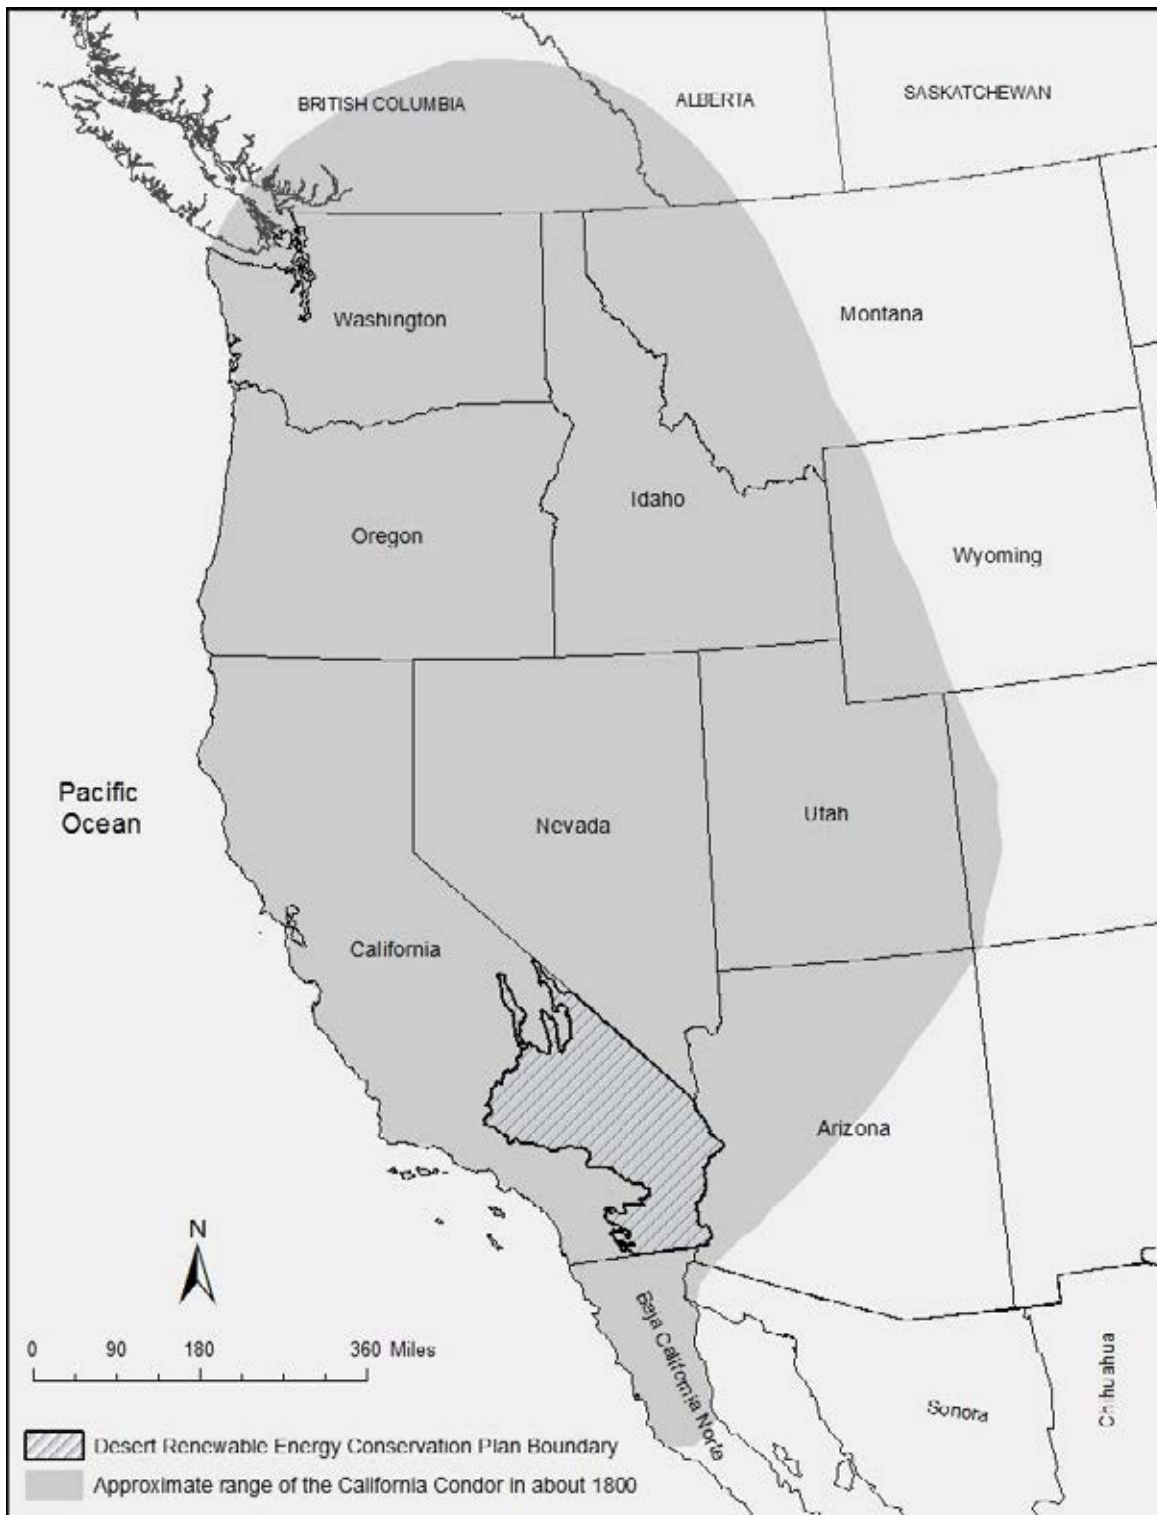 BRITISH COLUMBIA
ALBERTA
SASKATCHEWAN
Washington
Montana
Idaho
Oregon
Wyoming
Pacific
Ocean
Nevada
Utah
California
Arizona
N
Baja California Norte
Sonora
Chihuahua
0 90 180 360 Miles
Desert Renewable Energy Conservation Plan Boundary
Approximate range of the California Condor in about 1800